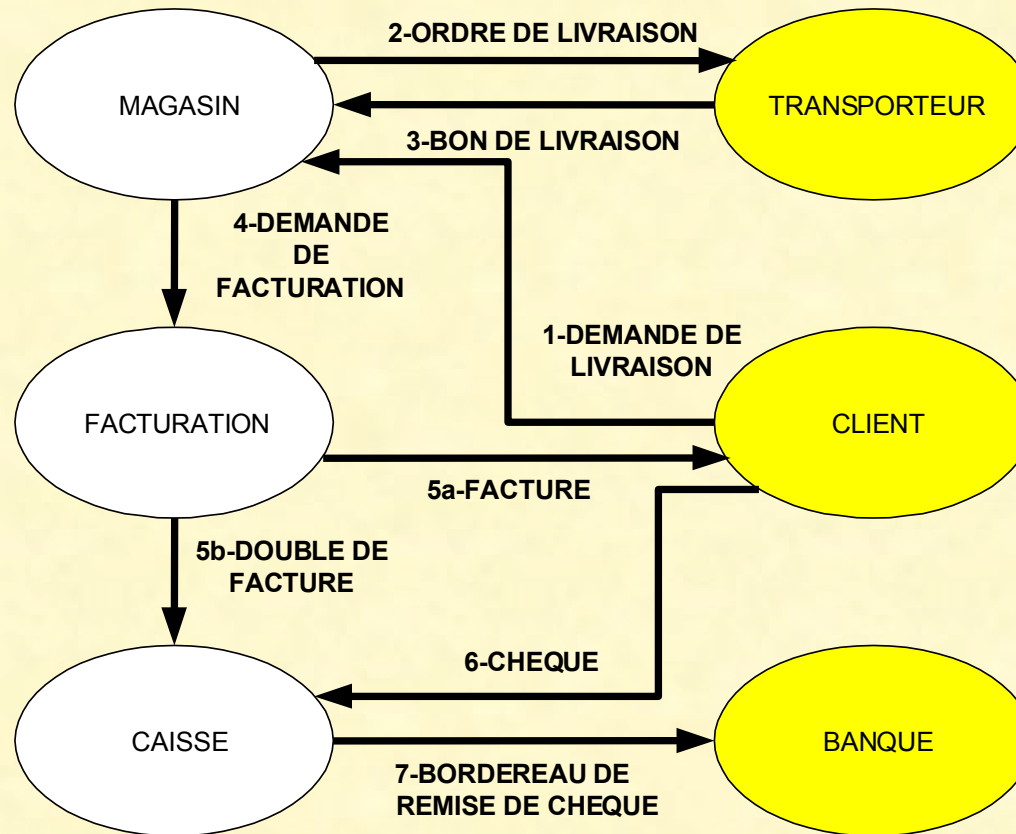 2-ORDRE DE LIVRAISON
MAGASIN
TRANSPORTEUR
3-BON DE LIVRAISON
4-DEMANDE
DE
FACTURATION
1-DEMANDE DE
LIVRAISON
FACTURATION
CLIENT
5a-FACTURE
5b-DOUBLE DE
FACTURE
6-CHEQUE
CAISSE
BANQUE
7-BORDEREAU DE
REMISE DE CHEQUE